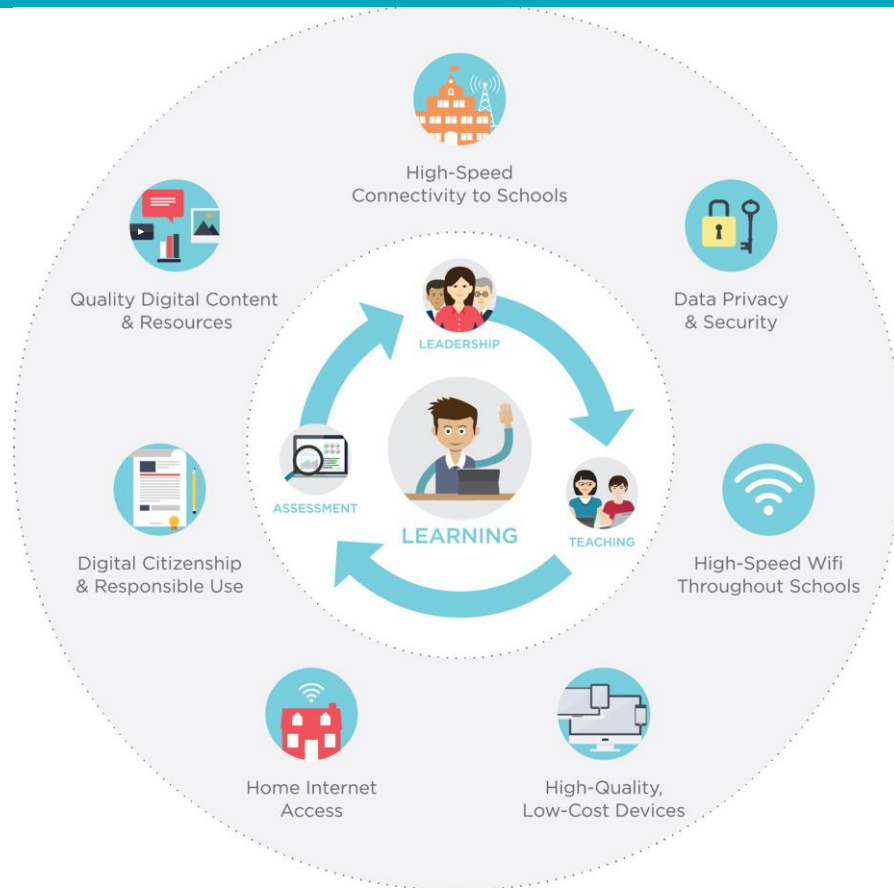 High-Speed
Connectivity to Schools
Quality Digital Content
& Resources
Data Privacy
& Security
LEADERSHIP
ASSESSMENT
LEARNING
TEACHING
Digital Citizenship
& Responsible Use
High-Speed Wifi
Throughout Schools
Home Internet
Access
High-Quality,
Low-Cost Devices